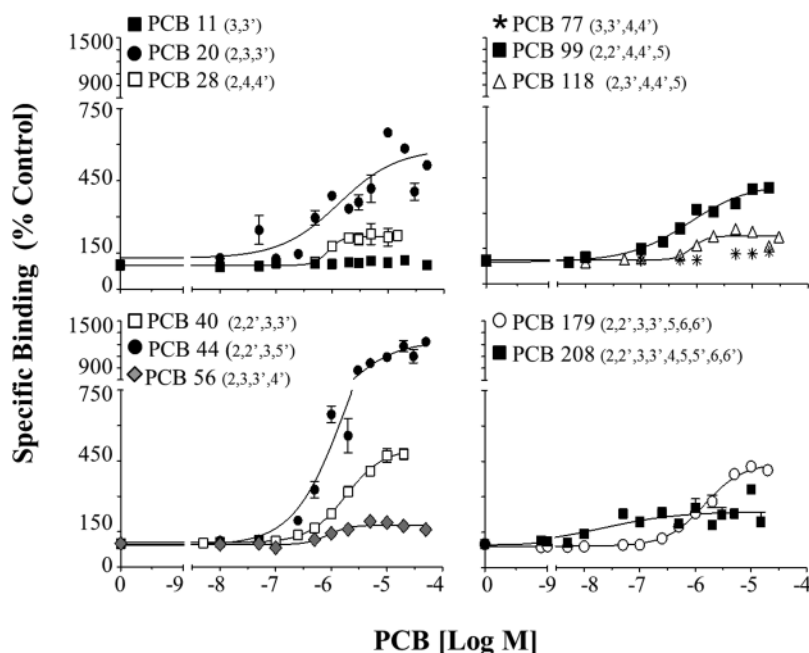 Specific Binding (% Control)
1500
900
750
450
150
0
PCB 11 (3,3')
PCB 20 (2,3,3')
PCB 28 (2,4,4')
PCB 77 (3,3',4,4')
PCB 99 (2,2',4,4',5)
PCB 118 (2,3',4,4',5)
1500
900
750
450
150
0
PCB 40 (2,2',3,3')
PCB 44 (2,2',3,5')
PCB 56 (2,3,3',4')
PCB 179 (2,2',3,3',5,6,6')
PCB 208 (2,2',3,3',4,5,5',6,6')
0 -9 -8 -7 -6 -5 -4
0 -9 -8 -7 -6 -5 -4
PCB [Log M]